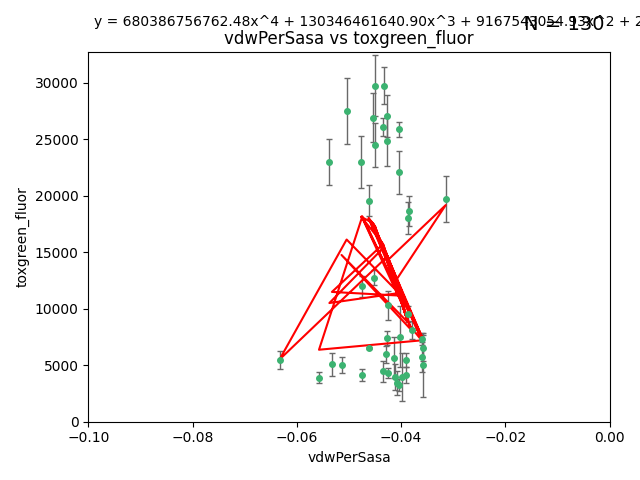 y = 680386756762.48x^4 + 130346461640.90x^3 + 9167543054.93x^2 + 2
N = 130
vdwPerSasa vs toxgreen_fluor
30000
25000
20000
15000
10000
5000
0
toxgreen_fluor
−0.10 −0.08 −0.06 −0.04 −0.02 0.00
vdwPerSasa